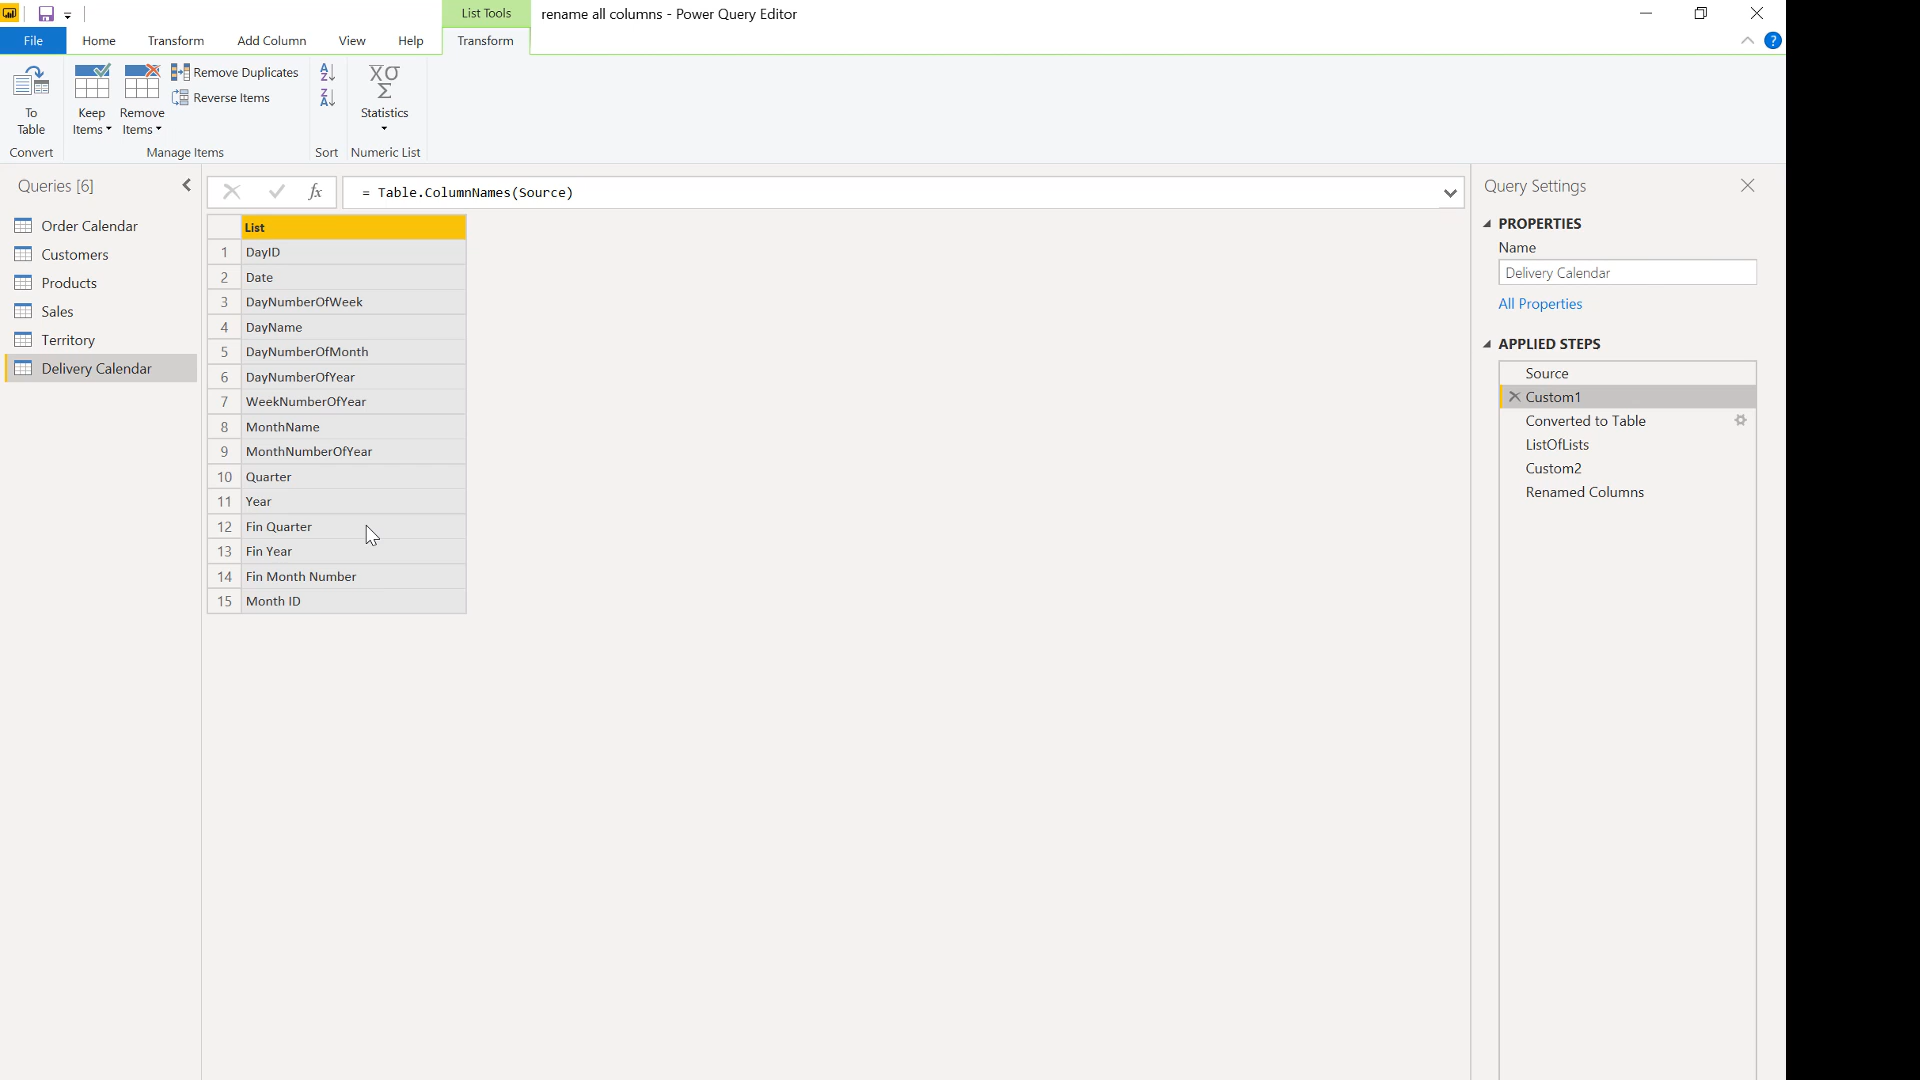 List Tools
rename all columns - Power Query Editor
File
Home
Transform
Add Column
View
Help
Transform
To
Table
Keep
Items
Remove
Items
Remove Duplicates
Reverse Items
Statistics
Convert
Manage Items
Sort
Numeric List
Queries [6]
Order Calendar
Customers
Products
Sales
Territory
Delivery Calendar
fx
= Table.ColumnNames(Source)
List
1 DayID
2 Date
3 DayNumberOfWeek
4 DayName
5 DayNumberOfMonth
6 DayNumberOfYear
7 WeekNumberOfYear
8 MonthName
9 MonthNumberOfYear
10 Quarter
11 Year
12 Fin Quarter
13 Fin Year
14 Fin Month Number
15 Month ID
Query Settings
PROPERTIES
Name
Delivery Calendar
All Properties
APPLIED STEPS
Source
Custom1
Converted to Table
ListOfLists
Custom2
Renamed Columns